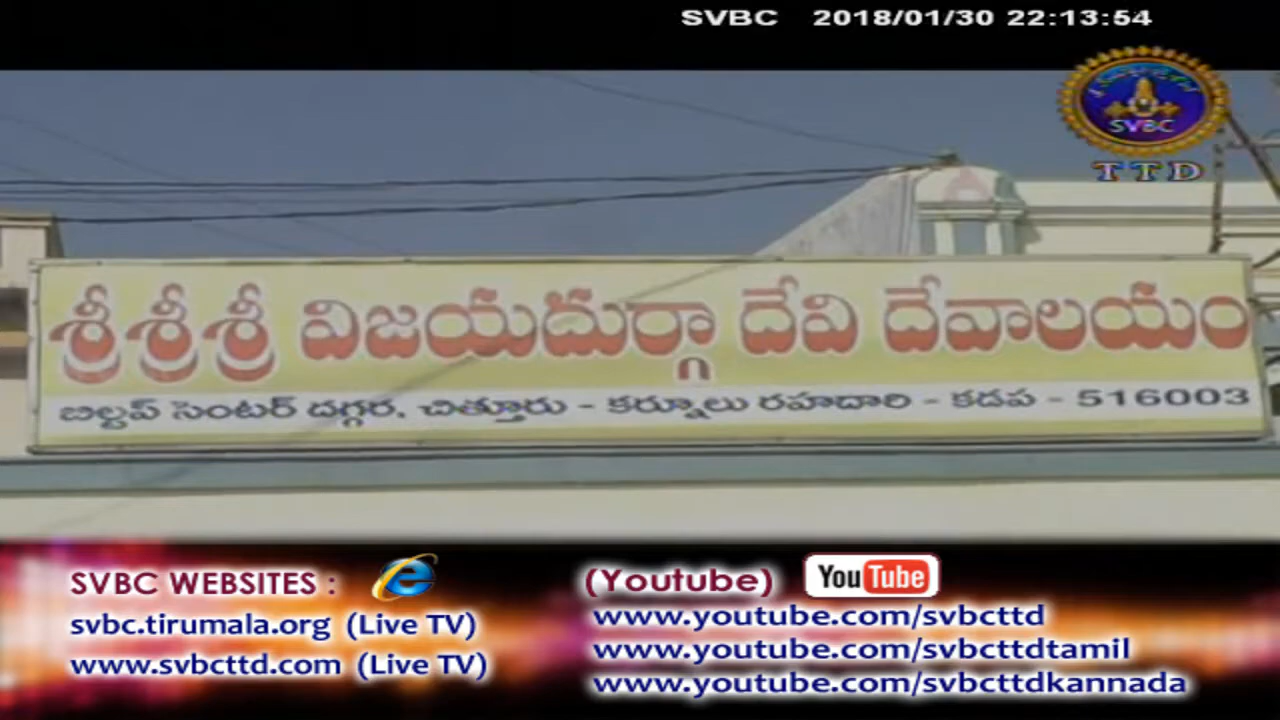 SVBC 2018/01/30 22:13:54
SVBC
TTD
శ్రీశ్రీశ్రీ విజయదుర్గా దేవి దేవాలయం
బిల్టప్ సెంటర్ దగ్గర, చిత్తూరు - కర్నూలు రహదారి - కడప - 516003
SVBC WEBSITES :
svbc.tirumala.org (Live TV)
www.svbcttd.com (Live TV)
(Youtube) YouTube
www.youtube.com/svbcttd
www.youtube.com/svbcttdtamil
www.youtube.com/svbcttdkannada